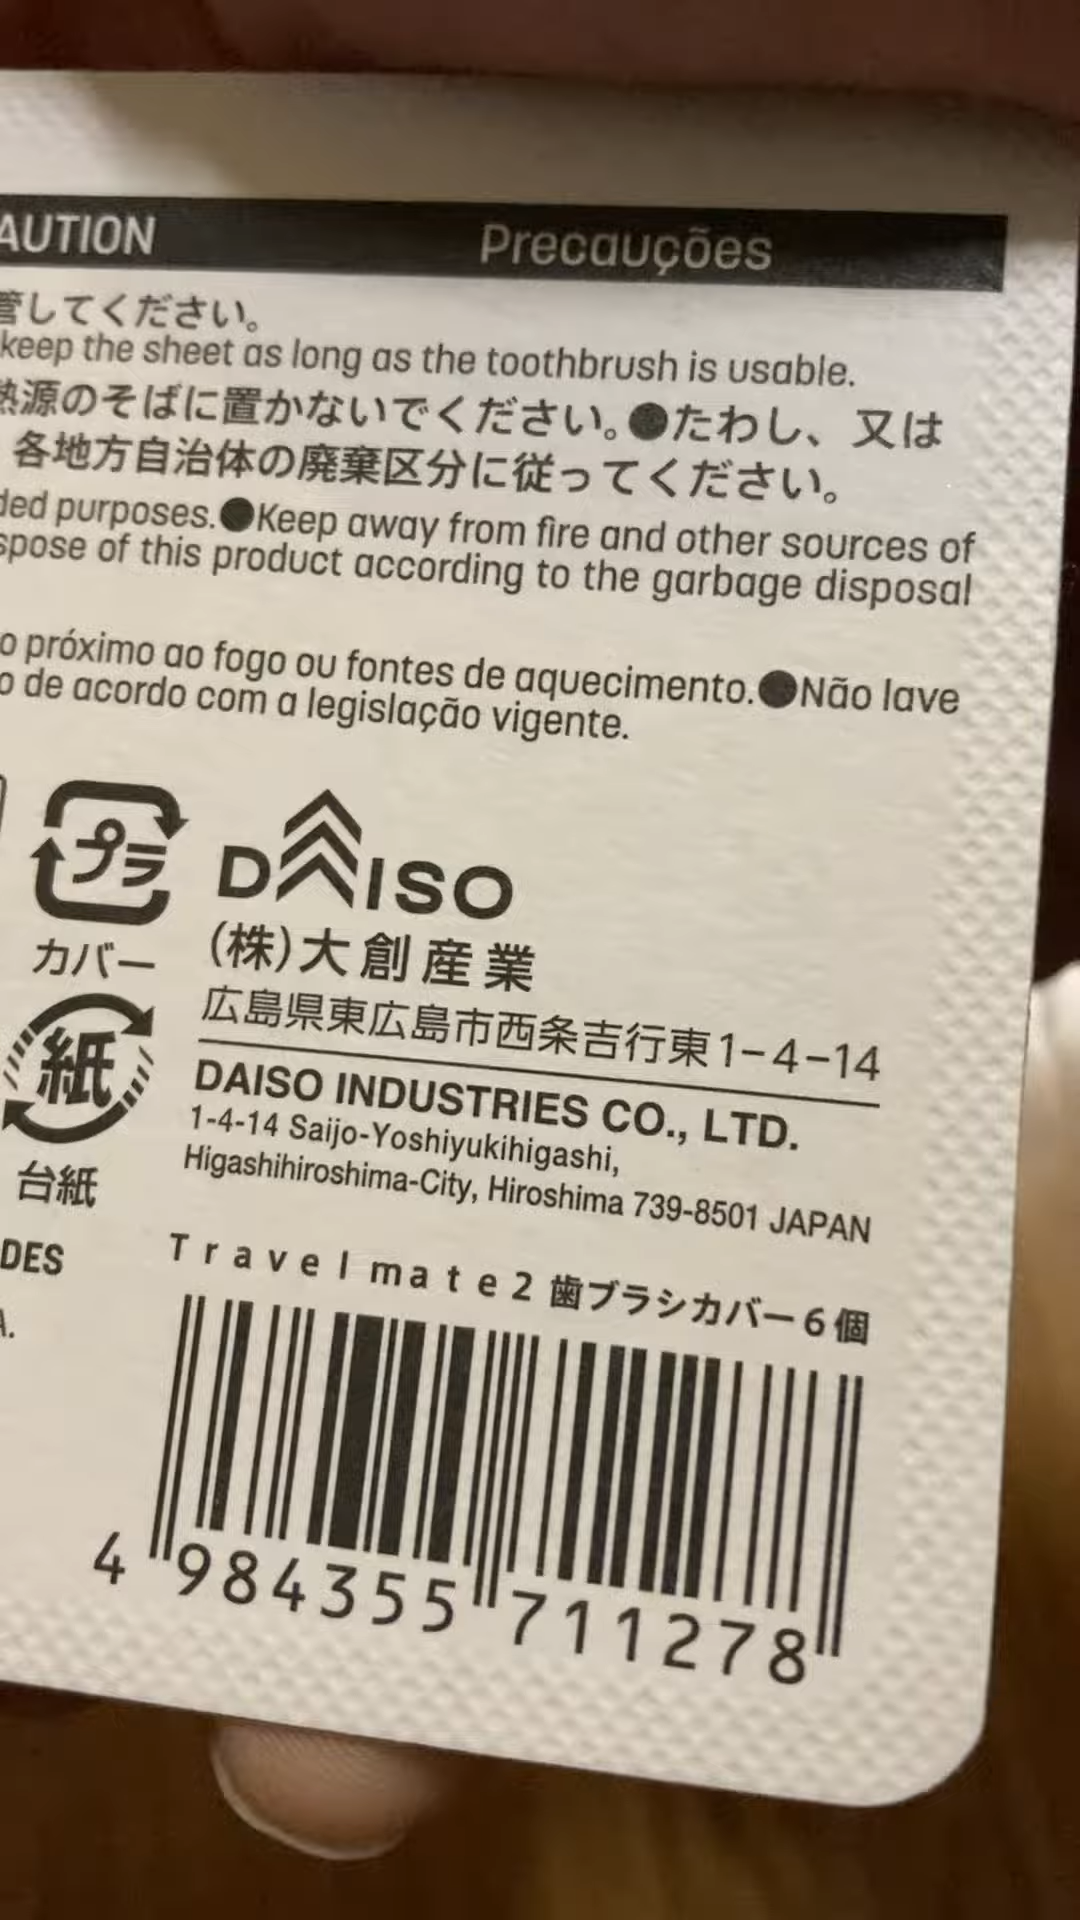 AUTION Precauções
管してください。
keep the sheet as long as the toothbrush is usable.
熱源のそばに置かないでください。●たわし、又は
各地方自治体の廃棄区分に従ってください。
ded purposes.●Keep away from fire and other sources of
spose of this product according to the garbage disposal
o próximo ao fogo ou fontes de aquecimento.●Não lave
o de acordo com a legislação vigente.
プラ
カバー
DAISO
(株)大創産業
広島県東広島市西条吉行東1-4-14
紙
台紙
DAISO INDUSTRIES CO., LTD.
1-4-14 Saijo-Yoshiyukihigashi,
Higashihiroshima-City, Hiroshima 739-8501 JAPAN
DES
A.
Travel mate2 歯ブラシカバー6個
4 984355 711278